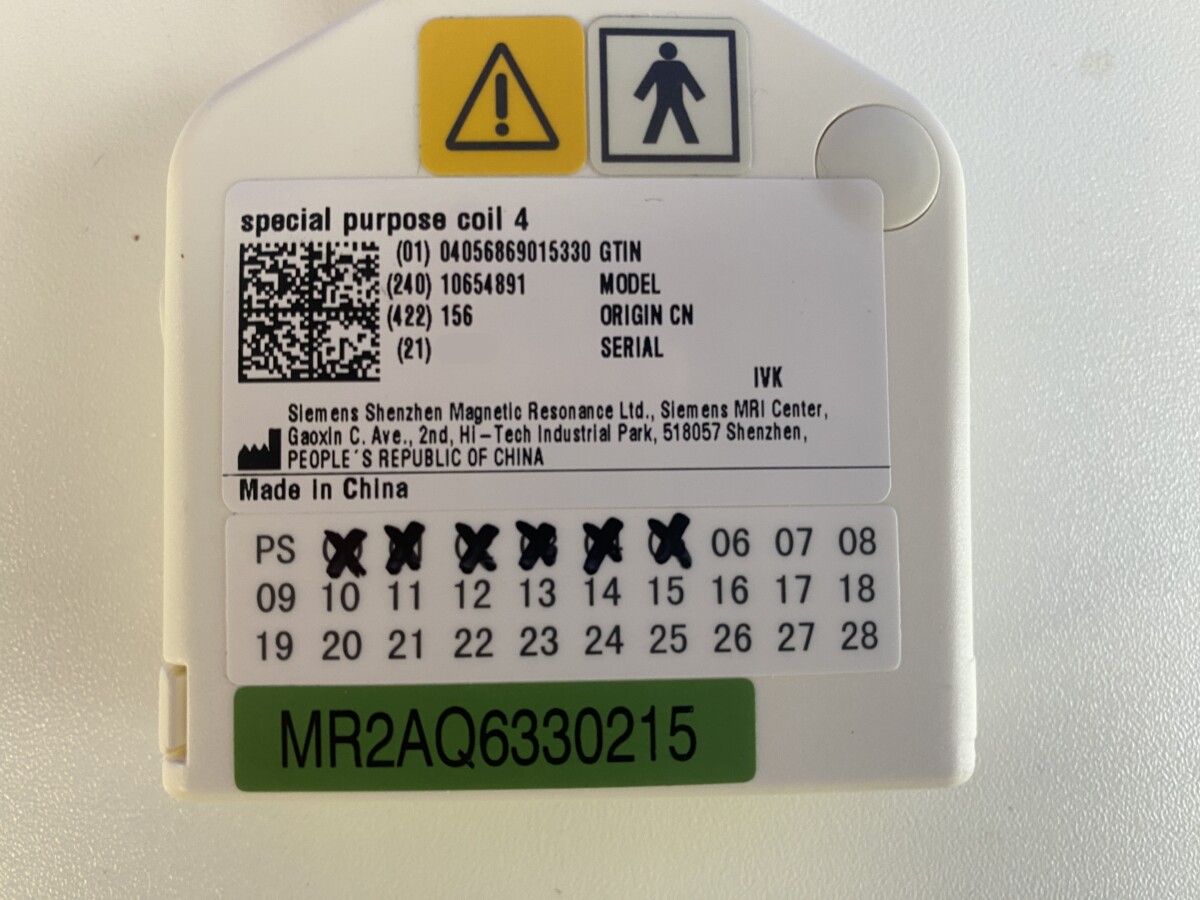 special purpose coil 4
(01) 04056869015330 GTIN
(240) 10654891 MODEL
(422) 156 ORIGIN CN
(21) SERIAL
IVK
Siemens Shenzhen Magnetic Resonance Ltd., Siemens MRI Center,
Gaoxin C. Ave., 2nd, Hi-Tech Industrial Park, 518057 Shenzhen,
PEOPLE´S REPUBLIC OF CHINA
Made in China
PS 06 07 08
09 10 11 12 13 14 15 16 17 18
19 20 21 22 23 24 25 26 27 28
MR2AQ6330215